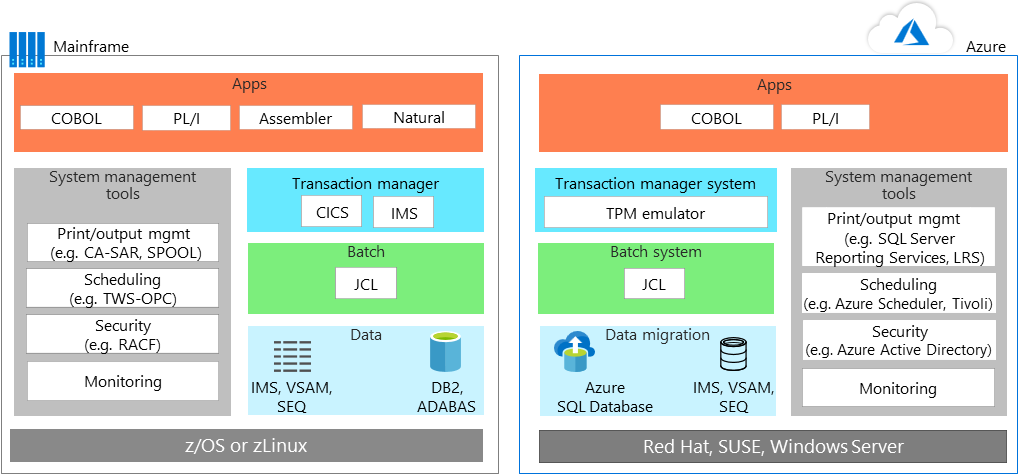 Mainframe
Apps
COBOL
PL/I
Assembler
Natural
System management
tools
Print/output mgmt
(e.g. CA-SAR, SPOOL)
Scheduling
(e.g. TWS-OPC)
Security
(e.g. RACF)
Monitoring
Transaction manager
CICS
IMS
Batch
JCL
Data
IMS, VSAM,
SEQ
DB2,
ADABAS
z/OS or zLinux
Azure
Apps
COBOL
PL/I
Transaction manager system
TPM emulator
Batch system
JCL
Data migration
Azure
SQL Database
IMS, VSAM,
SEQ
System management
tools
Print/output mgmt
(e.g. SQL Server
Reporting Services, LRS)
Scheduling
(e.g. Azure Scheduler, Tivoli)
Security
(e.g. Azure Active Directory)
Monitoring
Red Hat, SUSE, Windows Server